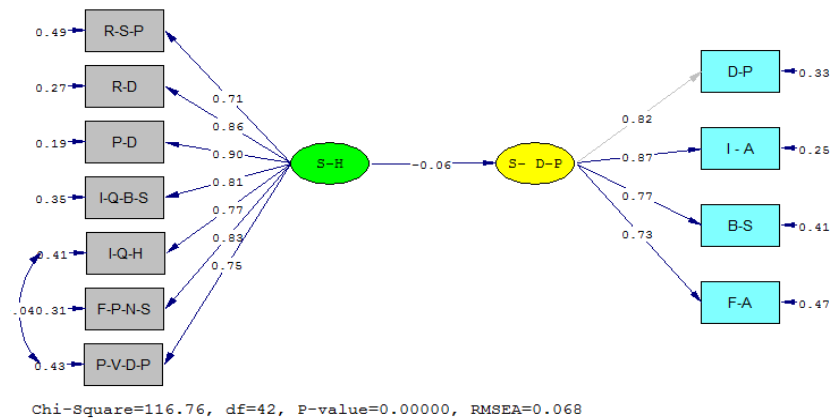 0.49 R-S-P
0.27 R-D
0.19 P-D
0.35 I-Q-B-S
0.41 I-Q-H
.04 0.31 F-P-N-S
0.43 P-V-D-P
0.71
0.86
0.90
0.81
0.77
0.83
0.75
S-H
-0.06
S- D-P
0.82
0.87
0.77
0.73
D-P 0.33
I - A 0.25
B-S 0.41
F-A 0.47
Chi-Square=116.76, df=42, P-value=0.00000, RMSEA=0.068